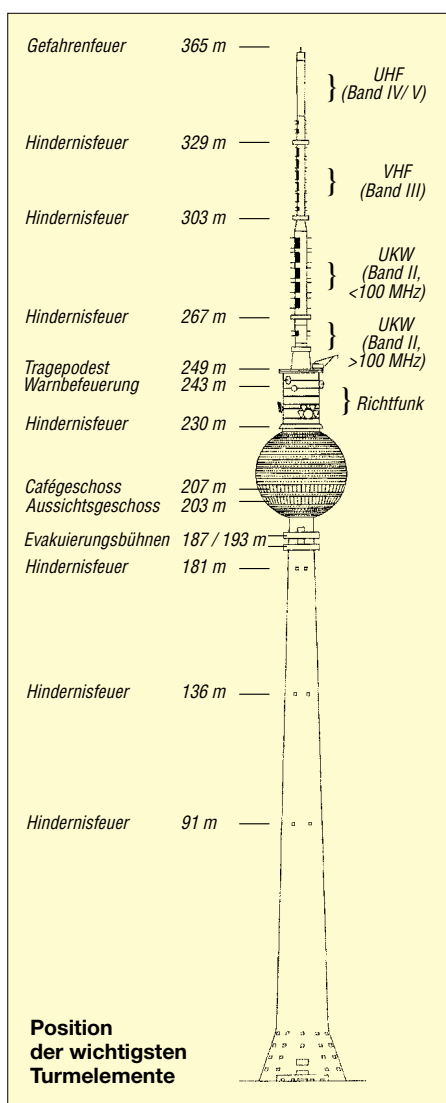 Gefahrenfeuer 365 m
UHF
(Band IV/ V)
Hindernisfeuer 329 m
VHF
(Band III)
Hindernisfeuer 303 m
UKW
(Band II,
<100 MHz)
Hindernisfeuer 267 m
UKW
(Band II,
>100 MHz)
Tragepodest 249 m
Warnbefeuerung 243 m
Richtfunk
Hindernisfeuer 230 m
Cafégeschoss 207 m
Aussichtsgeschoss 203 m
Evakuierungsbühnen 187 / 193 m
Hindernisfeuer 181 m
Hindernisfeuer 136 m
Hindernisfeuer 91 m
Position
der wichtigsten
Turmelemente